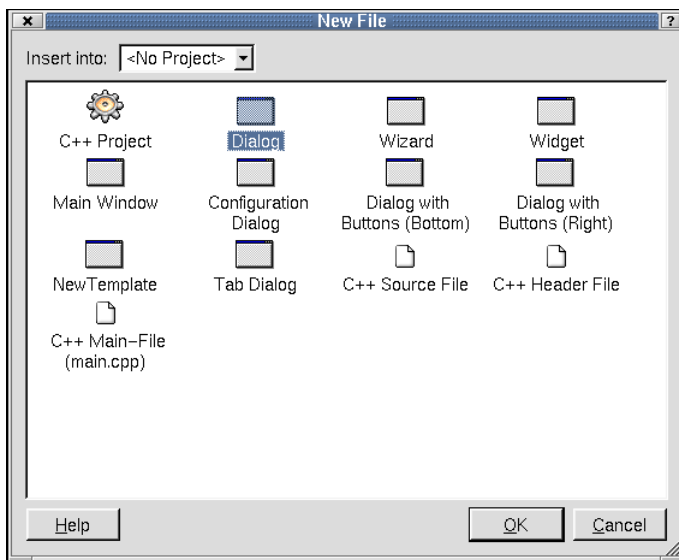 New File
Insert into: <No Project>
C++ Project Dialog Wizard Widget
Main Window Configuration Dialog with Dialog with
Dialog Buttons (Bottom) Buttons (Right)
NewTemplate Tab Dialog C++ Source File C++ Header File
C++ Main-File
(main.cpp)
Help OK Cancel